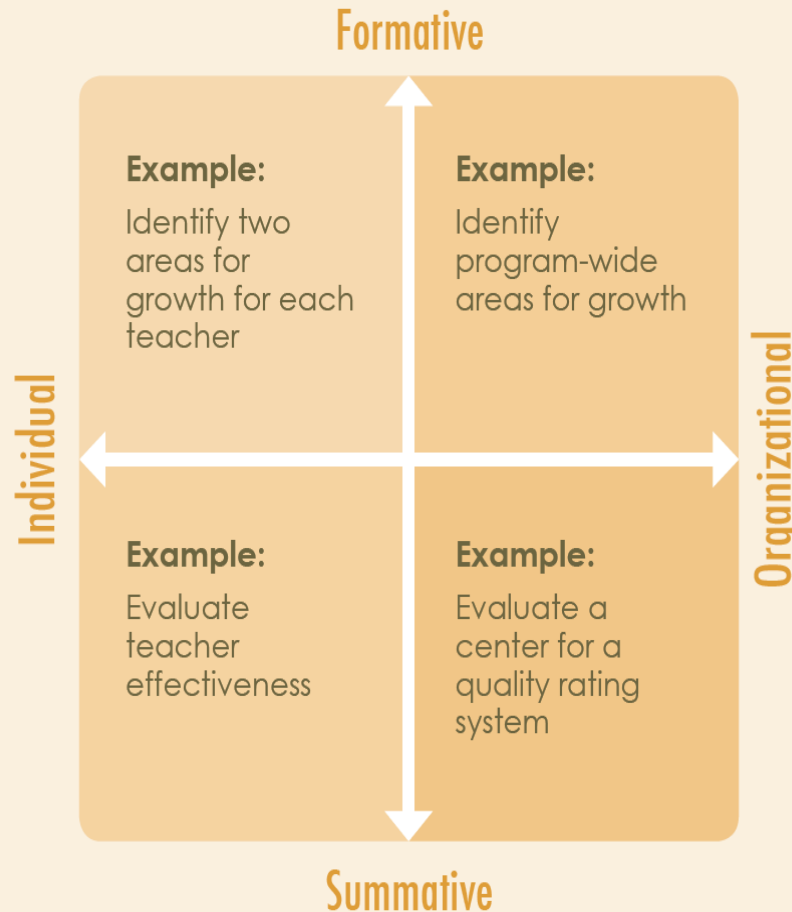 Formative
Example:
Identify two
areas for
growth for each
teacher
Example:
Identify
program-wide
areas for growth
Individual
Organizational
Example:
Evaluate
teacher
effectiveness
Example:
Evaluate a
center for a
quality rating
system
Summative